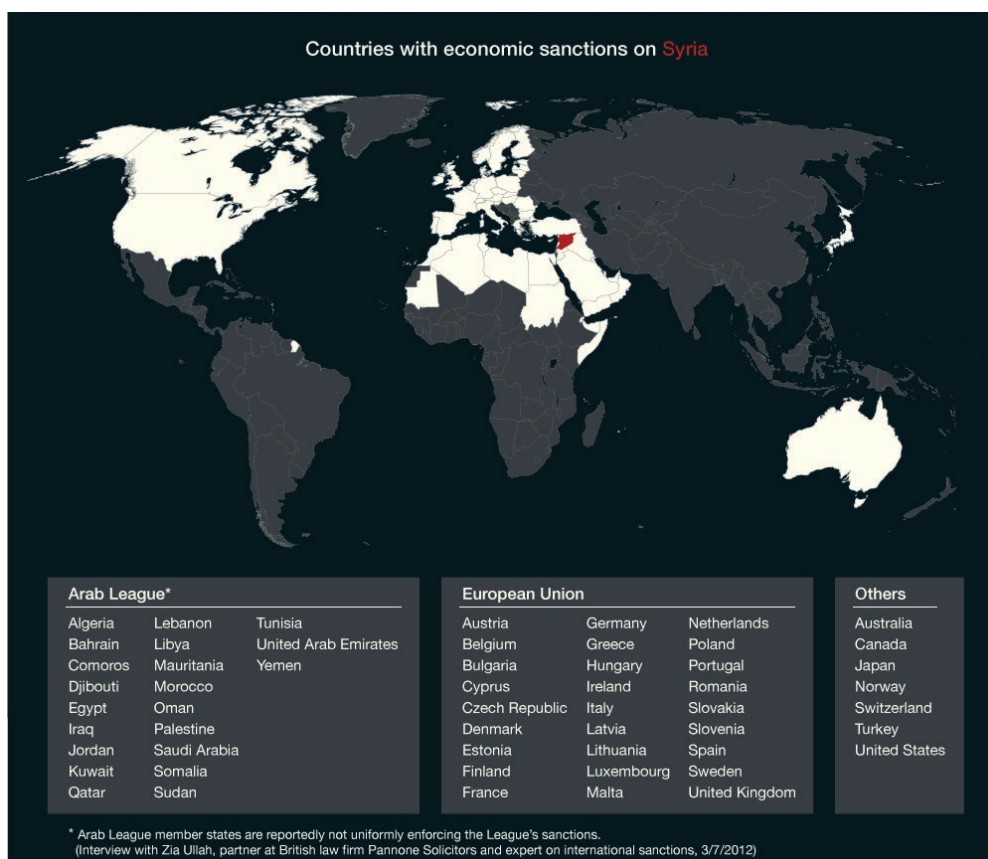 Countries with economic sanctions on Syria
Arab League*
Algeria
Bahrain
Comoros
Djibouti
Egypt
Iraq
Jordan
Kuwait
Qatar
Lebanon
Libya
Mauritania
Morocco
Oman
Palestine
Saudi Arabia
Somalia
Sudan
Tunisia
United Arab Emirates
Yemen
European Union
Austria
Belgium
Bulgaria
Cyprus
Czech Republic
Denmark
Estonia
Finland
France
Germany
Greece
Hungary
Ireland
Italy
Latvia
Lithuania
Luxembourg
Malta
Netherlands
Poland
Portugal
Romania
Slovakia
Slovenia
Spain
Sweden
United Kingdom
Others
Australia
Canada
Japan
Norway
Switzerland
Turkey
United States
* Arab League member states are reportedly not uniformly enforcing the League's sanctions.
(Interview with Zia Ullah, partner at British law firm Pannone Solicitors and expert on international sanctions, 3/7/2012)